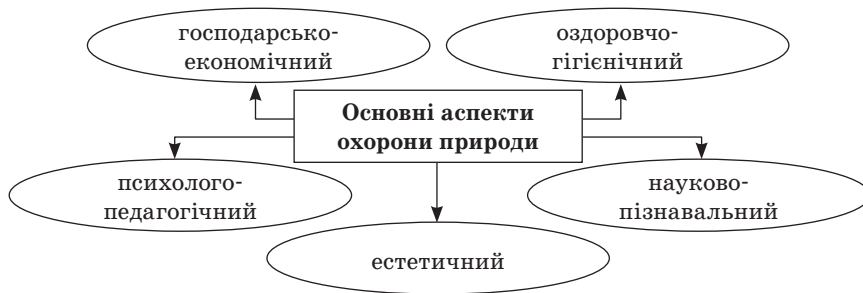 господарсько-
економічний
оздоровчо-
гігієнічний
Основні аспекти
охорони природи
психолого-
педагогічний
науково-
пізнавальний
естетичний